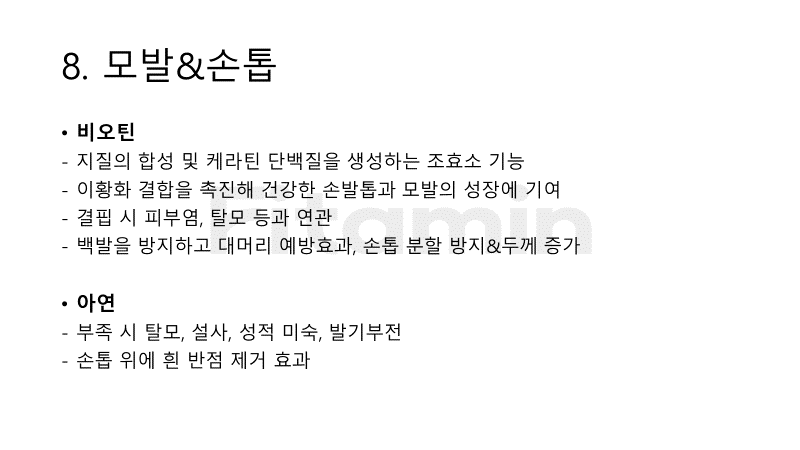 8. 모발&손톱
• 비오틴
- 지질의 합성 및 케라틴 단백질을 생성하는 조효소 기능
- 이황화 결합을 촉진해 건강한 손발톱과 모발의 성장에 기여
- 결핍 시 피부염, 탈모 등과 연관
- 백발을 방지하고 대머리 예방효과, 손톱 분할 방지&두께 증가
• 아연
- 부족 시 탈모, 설사, 성적 미숙, 발기부전
- 손톱 위에 흰 반점 제거 효과
Fitamin